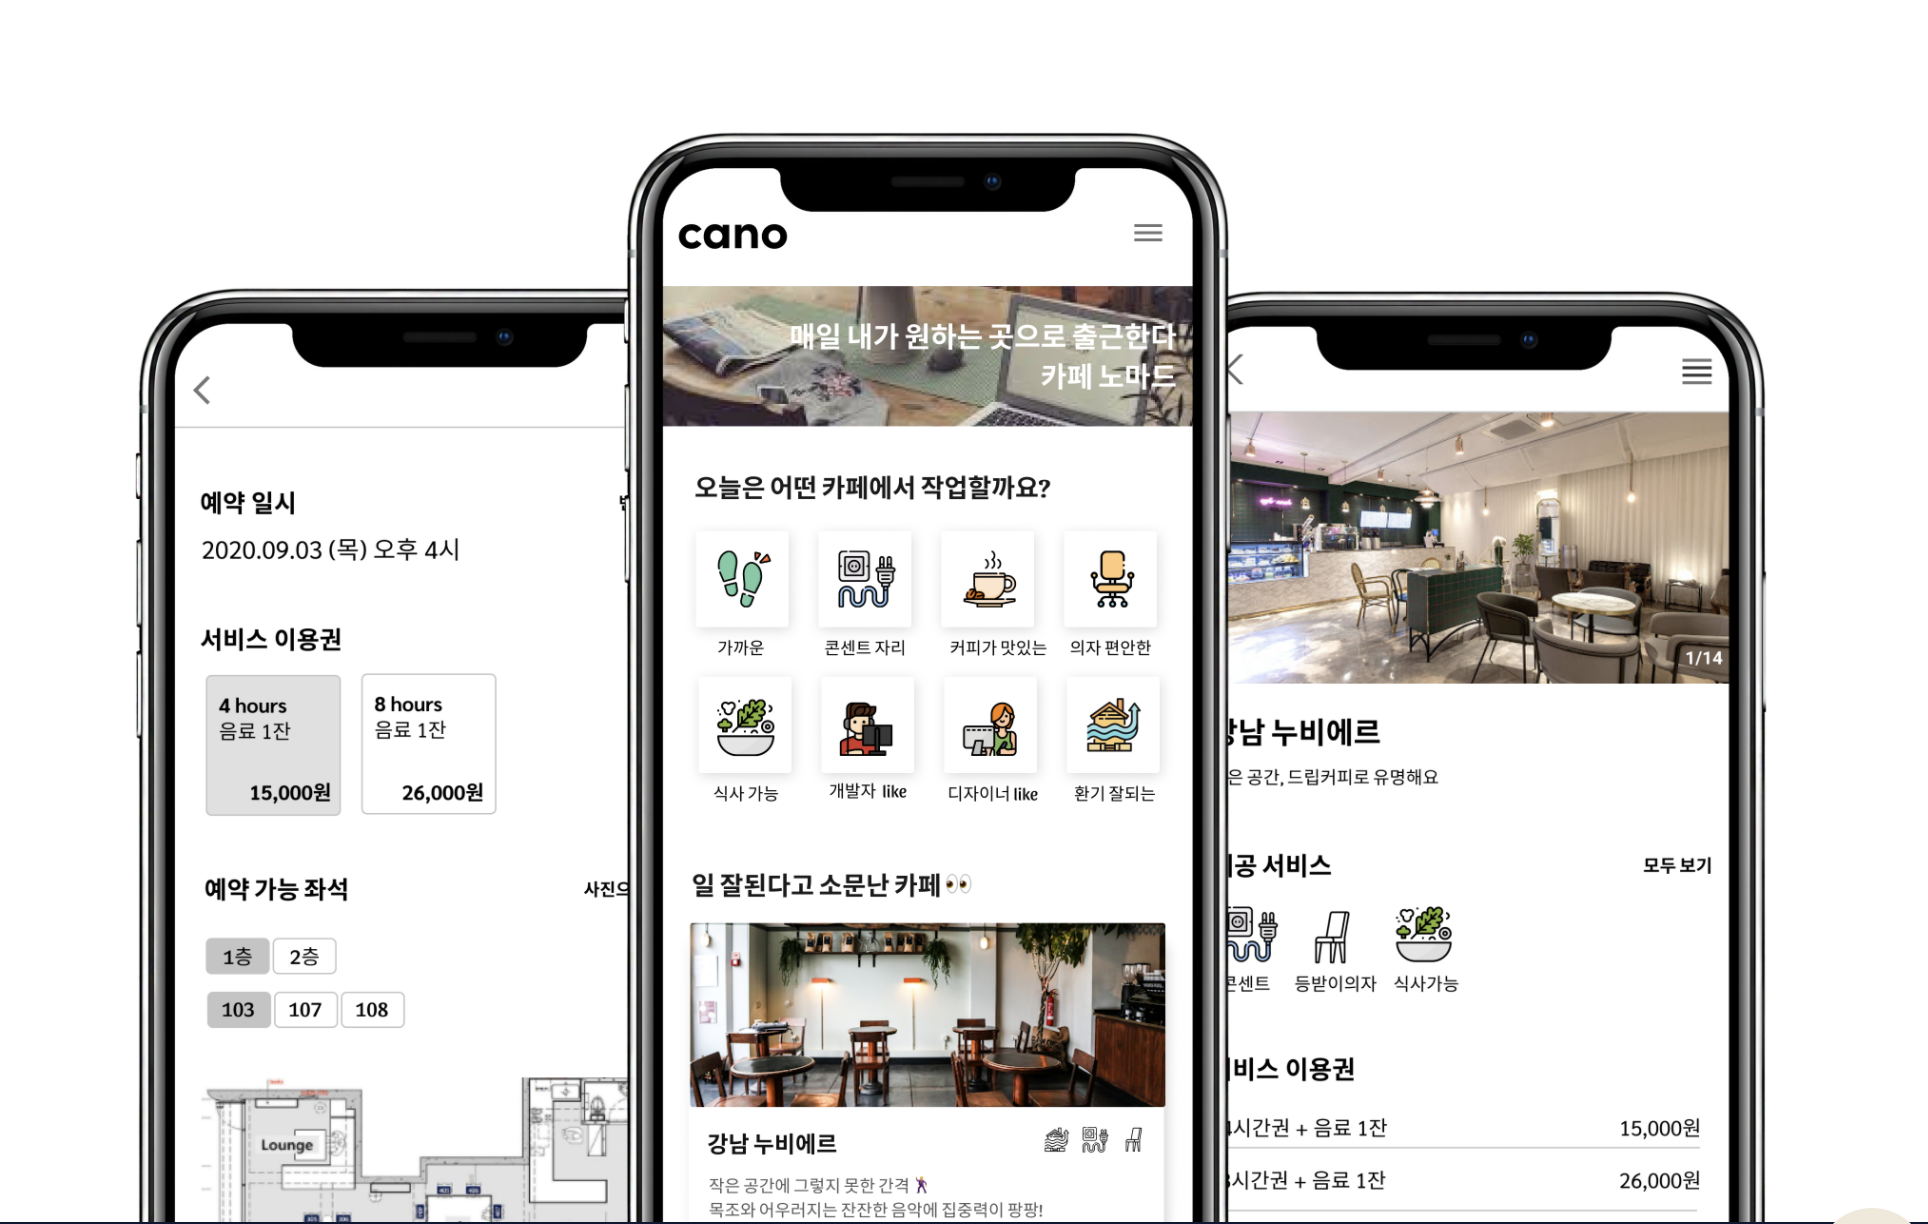 예약 일시
2020.09.03 (목) 오후 4시
서비스 이용권
4 hours
음료 1잔
15,000원
8 hours
음료 1잔
26,000원
예약 가능 좌석
사진으
1층
2층
103
107
108
Lounge
cano
매일 내가 원하는 곳으로 출근한다
카페 노마드
오늘은 어떤 카페에서 작업할까요?
가까운
콘센트 자리
커피가 맛있는
의자 편안한
식사 가능
개발자 like
디자이너 like
환기 잘되는
일 잘된다고 소문난 카페👀
강남 누비에르
작은 공간에 그렇지 못한 간격 🕺
목조와 어우러지는 잔잔한 음악에 집중력이 팡팡!
1/14
강남 누비에르
은 공간, 드립커피로 유명해요
공 서비스
모두 보기
콘센트
등받이의자
식사가능
비스 이용권
시간권 + 음료 1잔
15,000원
시간권 + 음료 1잔
26,000원